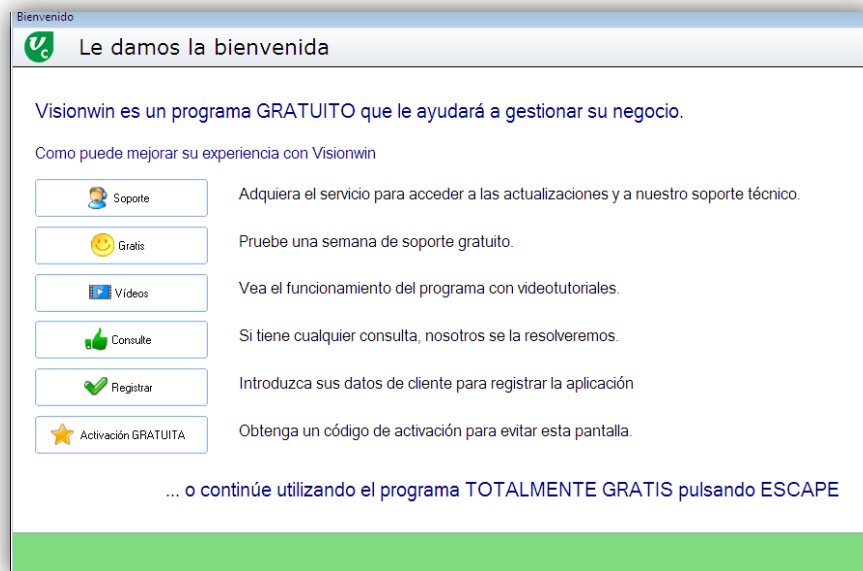 Bienvenido
Vc Le damos la bienvenida
Visionwin es un programa GRATUITO que le ayudará a gestionar su negocio.
Como puede mejorar su experiencia con Visionwin
Soporte Adquiera el servicio para acceder a las actualizaciones y a nuestro soporte técnico.
Gratis Pruebe una semana de soporte gratuito.
Vídeos Vea el funcionamiento del programa con videotutoriales.
Consulte Si tiene cualquier consulta, nosotros se la resolveremos.
Registrar Introduzca sus datos de cliente para registrar la aplicación
Activación GRATUITA Obtenga un código de activación para evitar esta pantalla.
... o continúe utilizando el programa TOTALMENTE GRATIS pulsando ESCAPE